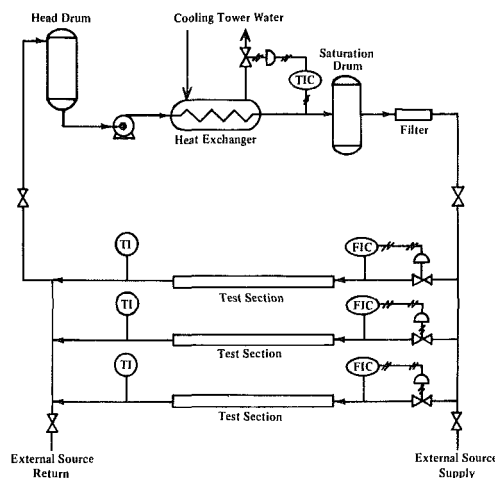 Head Drum
Cooling Tower Water
Saturation
Drum
TIC
Heat Exchanger
Filter
TI
FIC
Test Section
TI
FIC
Test Section
TI
FIC
Test Section
External Source
Return
External Source
Supply